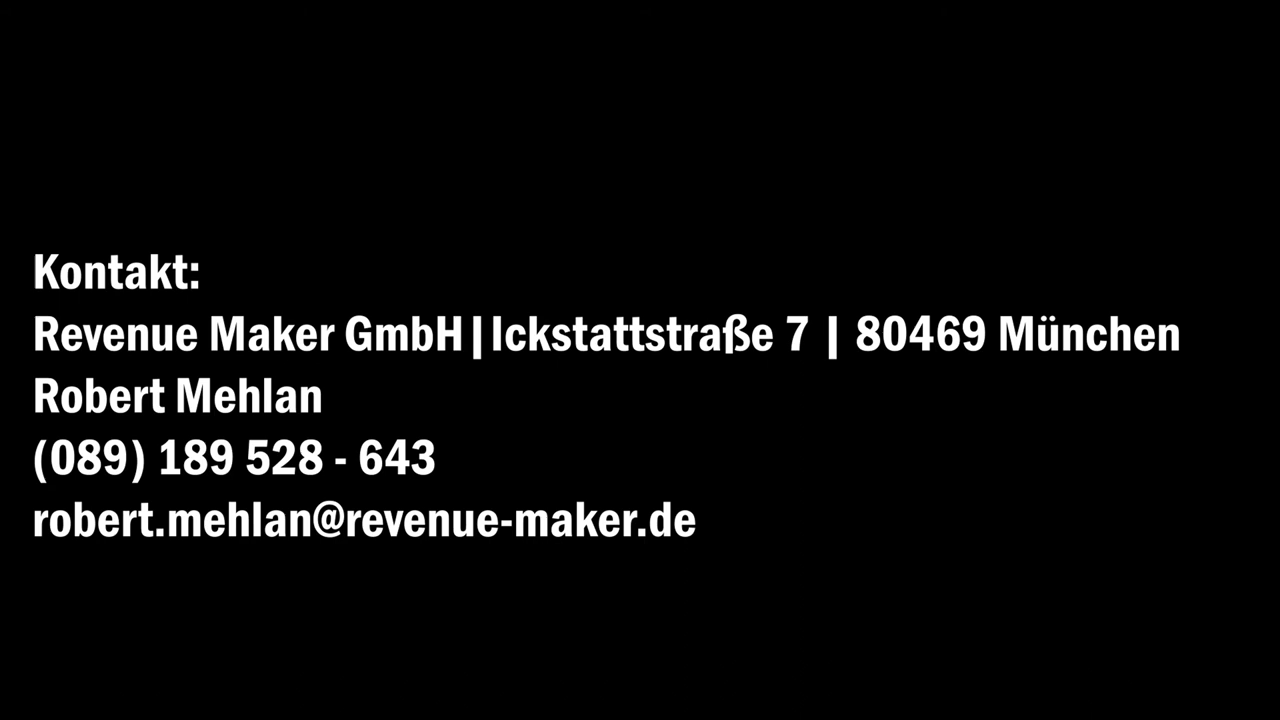 Kontakt:
Revenue Maker GmbH|Ickstattstraße 7 | 80469 München
Robert Mehlan
(089) 189 528 - 643
robert.mehlan@revenue-maker.de